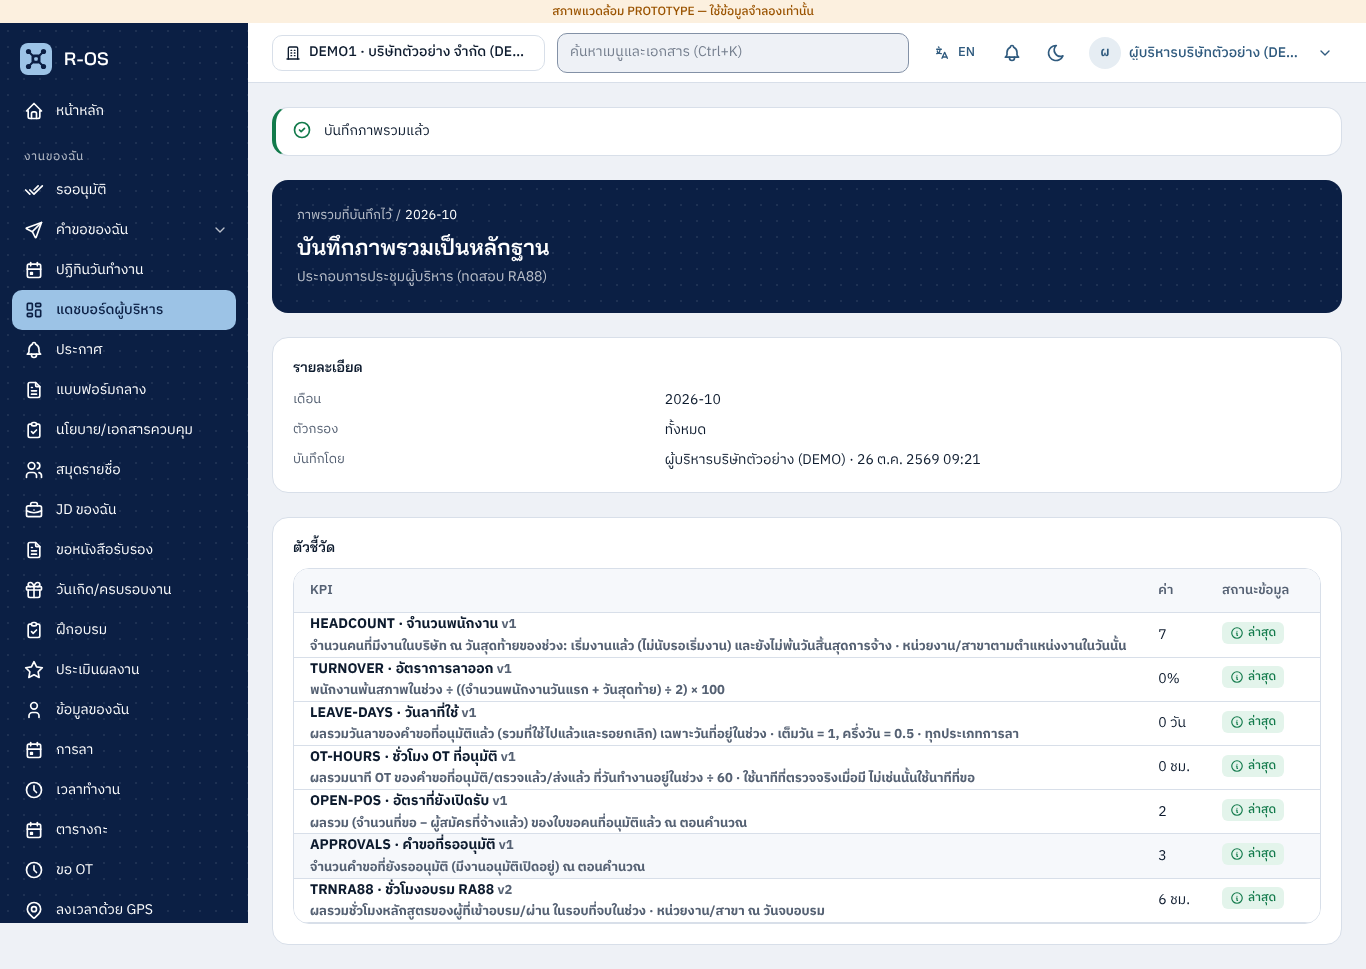 สภาพแวดล้อม PROTOTYPE — ใช้ข้อมูลจำลองเท่านั้น
R-OS
DEMO1 · บริษัทตัวอย่าง จำกัด (DE...
ค้นหาเมนูและเอกสาร (Ctrl+K)
EN
ผ
ผู้บริหารบริษัทตัวอย่าง (DE...
หน้าหลัก
งานของฉัน
รออนุมัติ
คำขอของฉัน
ปฏิทินวันทำงาน
แดชบอร์ดผู้บริหาร
ประกาศ
แบบฟอร์มกลาง
นโยบาย/เอกสารควบคุม
สมุดรายชื่อ
JD ของฉัน
ขอหนังสือรับรอง
วันเกิด/ครบรอบงาน
ฝึกอบรม
ประเมินผลงาน
ข้อมูลของฉัน
การลา
เวลาทำงาน
ตารางกะ
ขอ OT
ลงเวลาด้วย GPS
บันทึกภาพรวมแล้ว
ภาพรวมที่บันทึกไว้ / 2026-10
บันทึกภาพรวมเป็นหลักฐาน
ประกอบการประชุมผู้บริหาร (ทดสอบ RA88)
รายละเอียด
เดือน 2026-10
ตัวกรอง ทั้งหมด
บันทึกโดย ผู้บริหารบริษัทตัวอย่าง (DEMO) · 26 ต.ค. 2569 09:21
ตัวชี้วัด
KPI ค่า สถานะข้อมูล
HEADCOUNT · จำนวนพนักงาน v1
จำนวนคนที่มีงานในบริษัท ณ วันสุดท้ายของช่วง: เริ่มงานแล้ว (ไม่นับรอเริ่มงาน) และยังไม่พ้นวันสิ้นสุดการจ้าง · หน่วยงาน/สาขาตามตำแหน่งงานในวันนั้น
7 ล่าสุด
TURNOVER · อัตราการลาออก v1
พนักงานพ้นสภาพในช่วง ÷ ((จำนวนพนักงานวันแรก + วันสุดท้าย) ÷ 2) × 100
0% ล่าสุด
LEAVE-DAYS · วันลาที่ใช้ v1
ผลรวมวันลาของคำขอที่อนุมัติแล้ว (รวมที่ใช้ไปแล้วและรอยกเลิก) เฉพาะวันที่อยู่ในช่วง · เต็มวัน = 1, ครึ่งวัน = 0.5 · ทุกประเภทการลา
0 วัน ล่าสุด
OT-HOURS · ชั่วโมง OT ที่อนุมัติ v1
ผลรวมนาที OT ของคำขอที่อนุมัติ/ตรวจแล้ว/ส่งแล้ว ที่วันทำงานอยู่ในช่วง ÷ 60 · ใช้นาทีที่ตรวจจริงเมื่อมี ไม่เช่นนั้นใช้นาทีที่ขอ
0 ชม. ล่าสุด
OPEN-POS · อัตราที่ยังเปิดรับ v1
ผลรวม (จำนวนที่ขอ − ผู้สมัครที่จ้างแล้ว) ของใบขอคนที่อนุมัติแล้ว ณ ตอนคำนวณ
2 ล่าสุด
APPROVALS · คำขอที่รออนุมัติ v1
จำนวนคำขอที่ยังรออนุมัติ (มีงานอนุมัติเปิดอยู่) ณ ตอนคำนวณ
3 ล่าสุด
TRNRA88 · ชั่วโมงอบรม RA88 v2
ผลรวมชั่วโมงหลักสูตรของผู้ที่เข้าอบรม/ผ่าน ในรอบที่จบในช่วง · หน่วยงาน/สาขา ณ วันจบอบรม
6 ชม. ล่าสุด